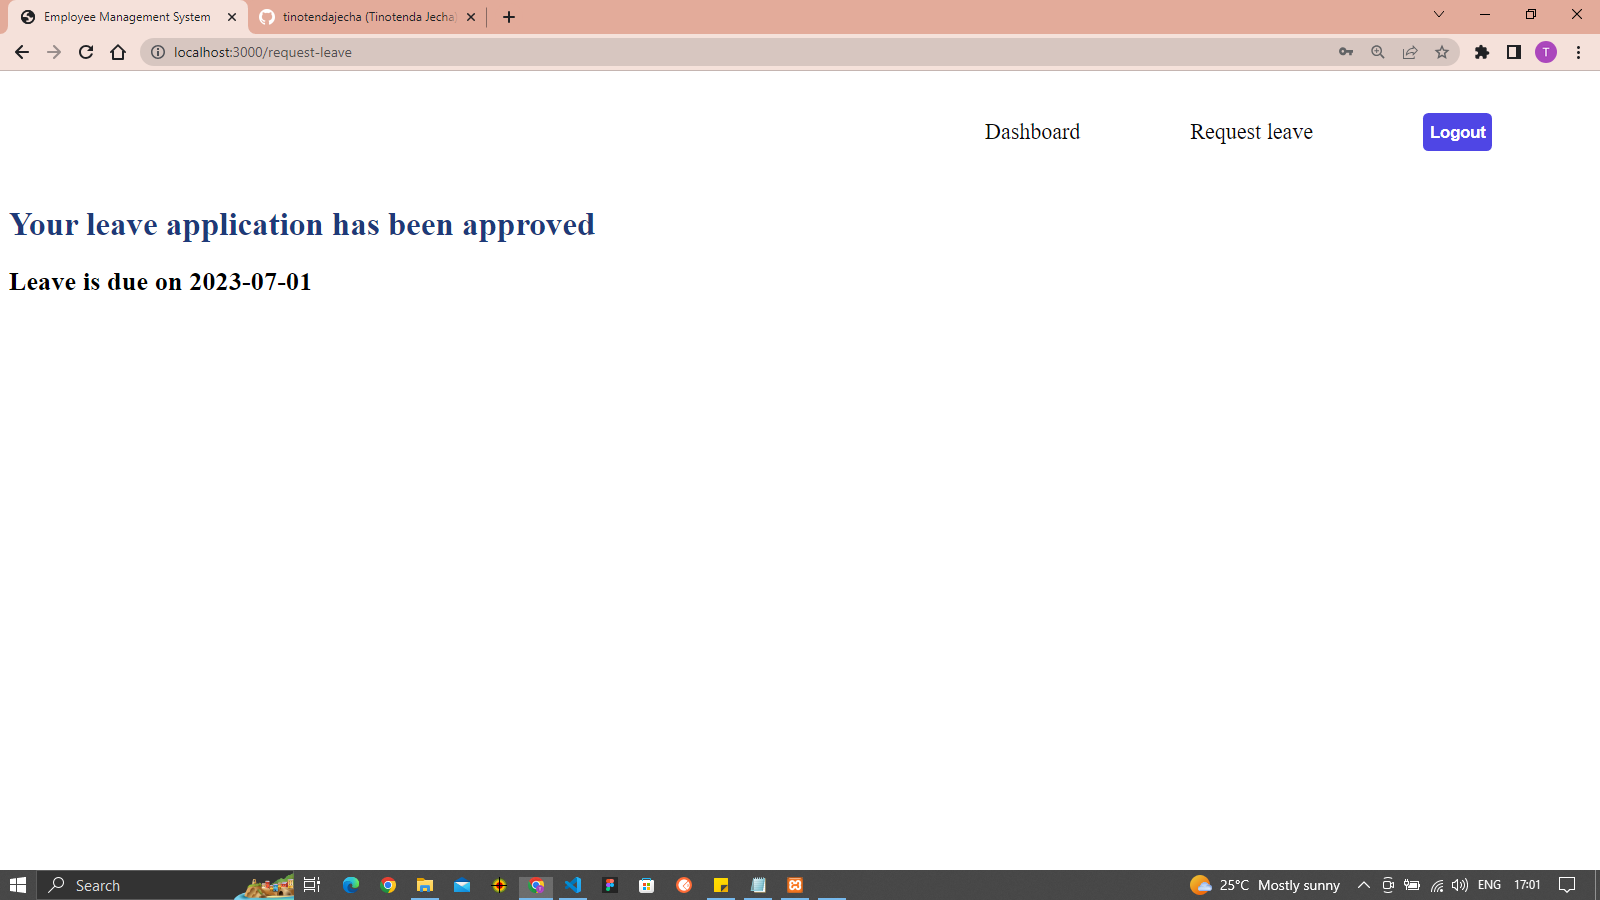 Employee Management System
tinotendajecha (Tinotenda Jecha)
localhost:3000/request-leave
T
Dashboard
Request leave
Logout
Your leave application has been approved
Leave is due on 2023-07-01
Search
25°C Mostly sunny
ENG
17:01